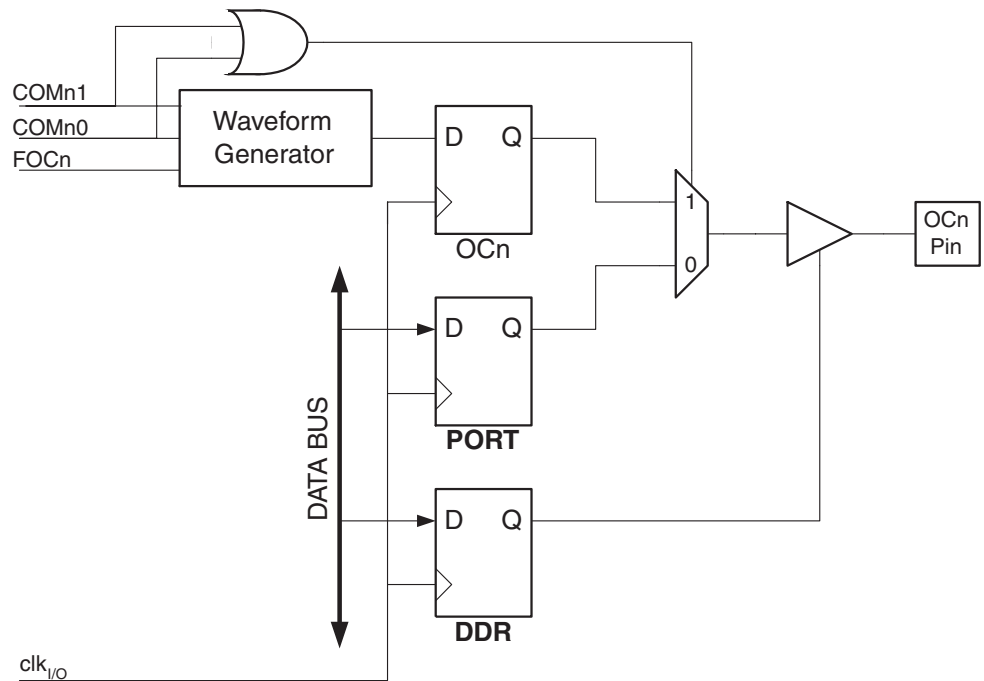 COMn1
COMn0
FOCn
Waveform
Generator
D Q
OCn
1
0
OCn
Pin
D Q
PORT
DATA BUS
D Q
DDR
clkI/O